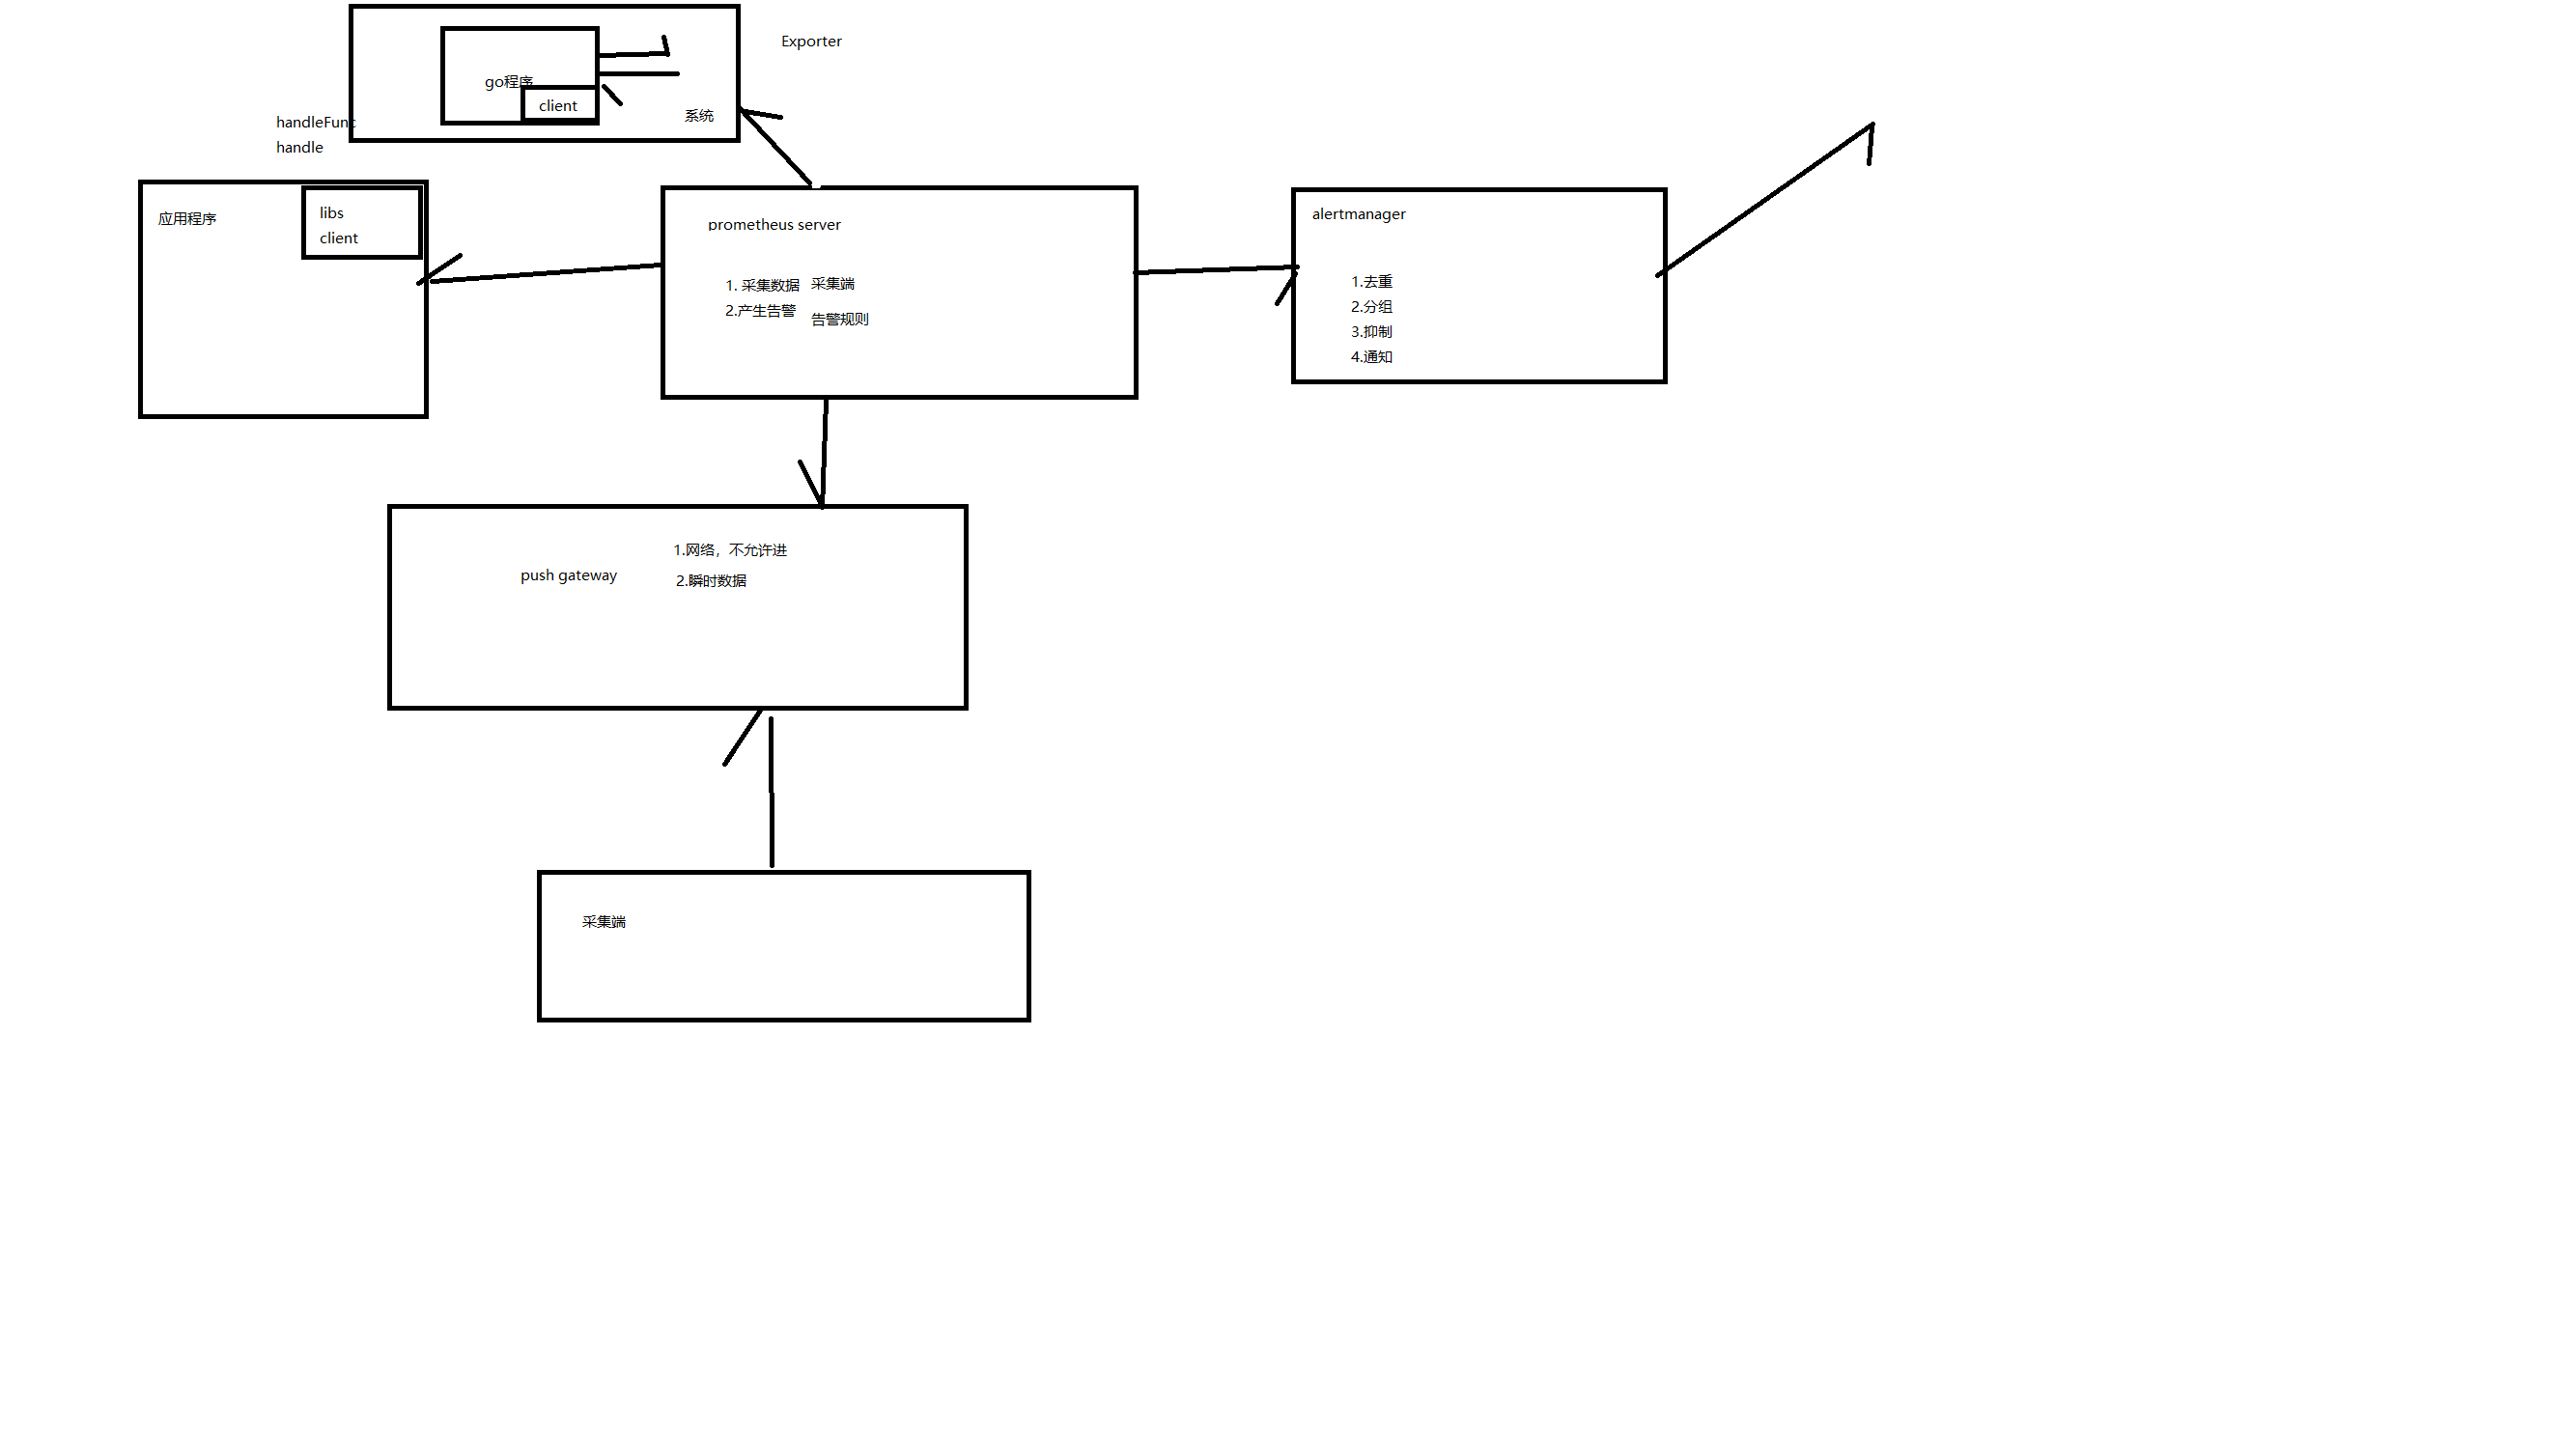 Exporter
go程序
client
系统
handleFunc
handle
应用程序
libs
client
prometheus server
1. 采集数据 采集端
2.产生告警 告警规则
alertmanager
1.去重
2.分组
3.抑制
4.通知
push gateway
1.网络，不允许进
2.瞬时数据
采集端